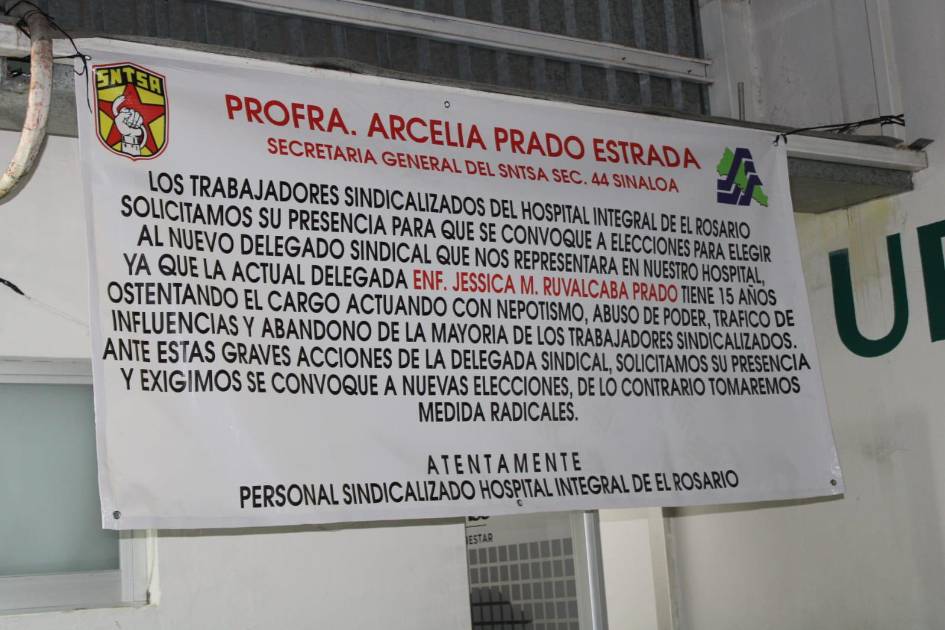 SNTSA
PROFRA. ARCELIA PRADO ESTRADA
SECRETARIA GENERAL DEL SNTSA SEC. 44 SINALOA
LOS TRABAJADORES SINDICALIZADOS DEL HOSPITAL INTEGRAL DE EL ROSARIO
SOLICITAMOS SU PRESENCIA PARA QUE SE CONVOQUE A ELECCIONES PARA ELEGIR
AL NUEVO DELEGADO SINDICAL QUE NOS REPRESENTARA EN NUESTRO HOSPITAL,
YA QUE LA ACTUAL DELEGADA ENF. JESSICA M. RUVALCABA PRADO TIENE 15 AÑOS
OSTENTANDO EL CARGO ACTUANDO CON NEPOTISMO, ABUSO DE PODER, TRAFICO DE
INFLUENCIAS Y ABANDONO DE LA MAYORIA DE LOS TRABAJADORES SINDICALIZADOS.
ANTE ESTAS GRAVES ACCIONES DE LA DELEGADA SINDICAL, SOLICITAMOS SU PRESENCIA
Y EXIGIMOS SE CONVOQUE A NUEVAS ELECCIONES, DE LO CONTRARIO TOMAREMOS
MEDIDA RADICALES.
ATENTAMENTE
PERSONAL SINDICALIZADO HOSPITAL INTEGRAL DE EL ROSARIO